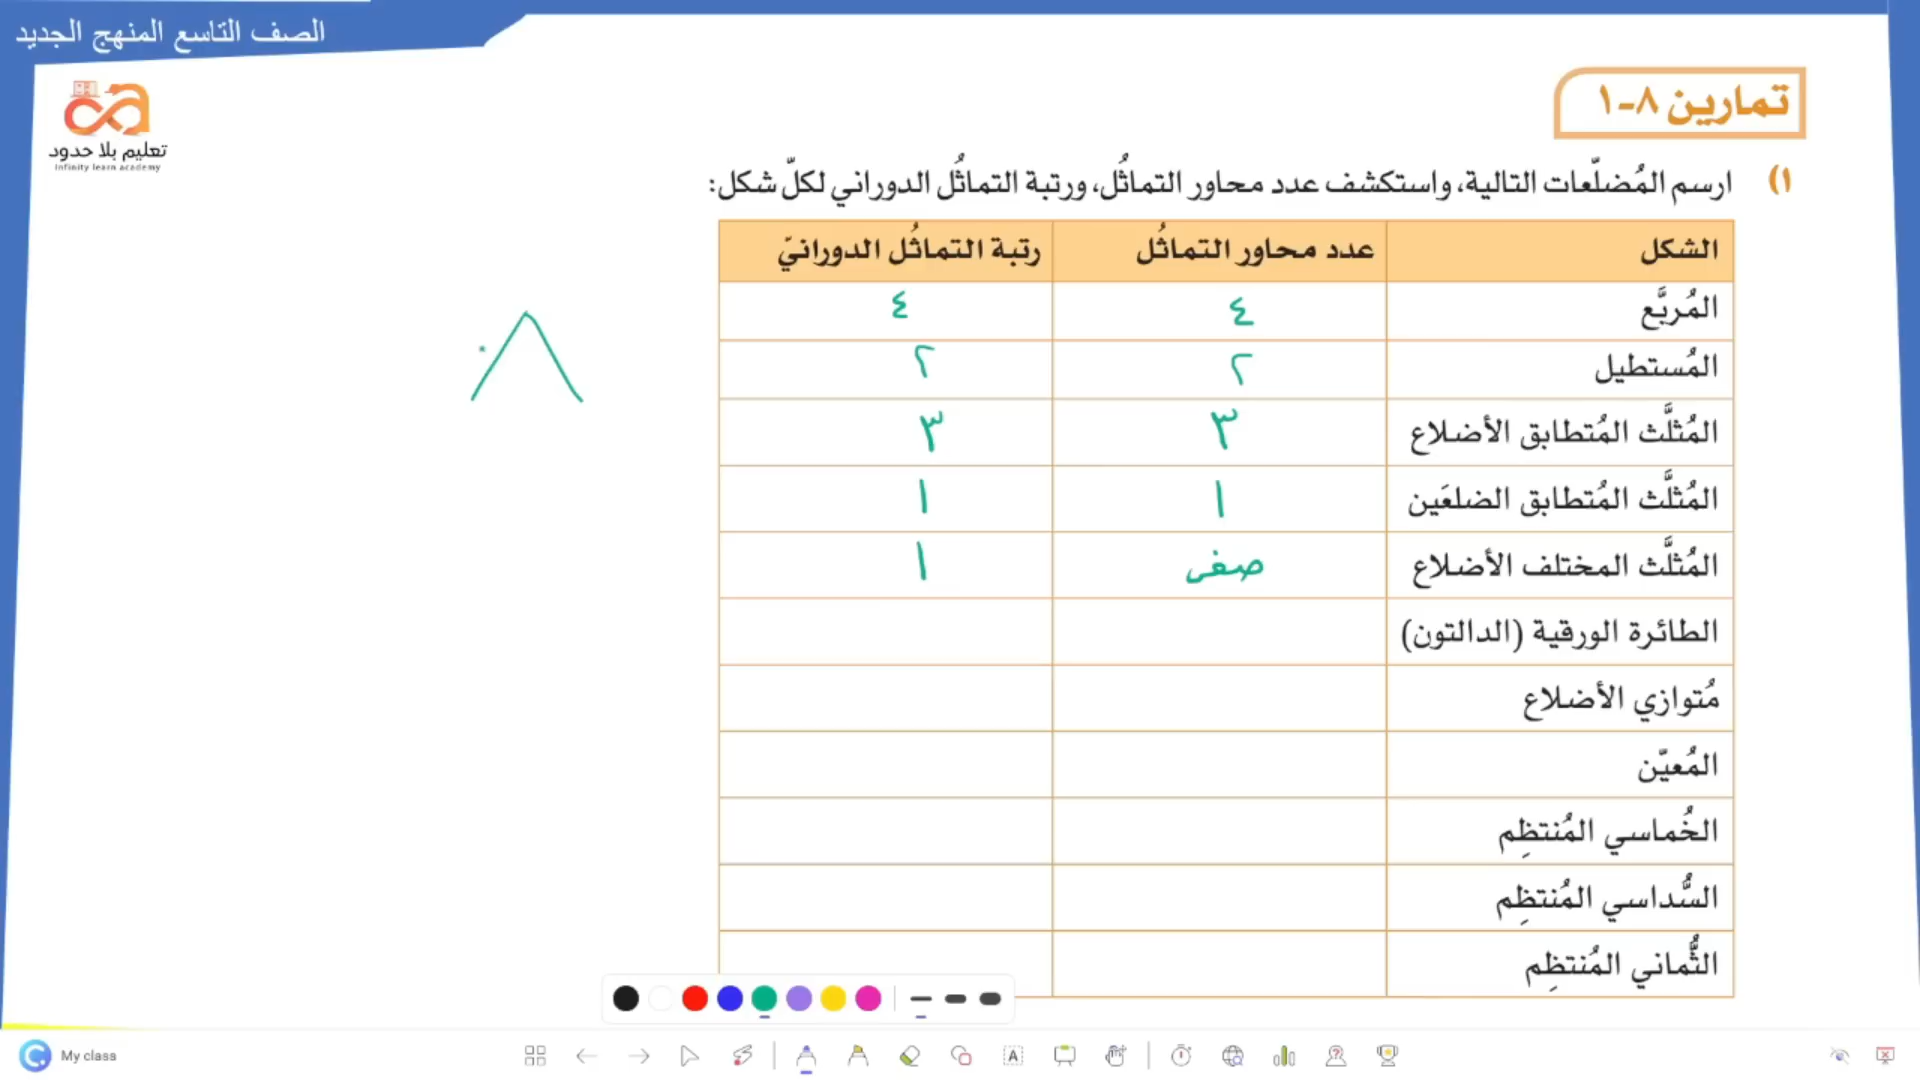 الصف التاسع المنهج الجديد
تعليم بلا حدود
Infinity learn academy
تمارين ٨-١
١) ارسم المُضلَّعات التالية، واستكشف عدد محاور التماثُل، ورتبة التماثُل الدوراني لكلّ شكل:
الشكل عدد محاور التماثُل رتبة التماثُل الدورانيّ
المُربَّع ٤ ٤
المُستطيل ٢ ٢
المُثلَّث المُتطابق الأضلاع ٣ ٣
المُثلَّث المُتطابق الضلعَين ١ ١
المُثلَّث المختلف الأضلاع صفر ١
الطائرة الورقية (الدالتون)
مُتوازي الأضلاع
المُعيّن
الخُماسي المُنتظِم
السُّداسي المُنتظِم
الثُّماني المُنتظِم
My class